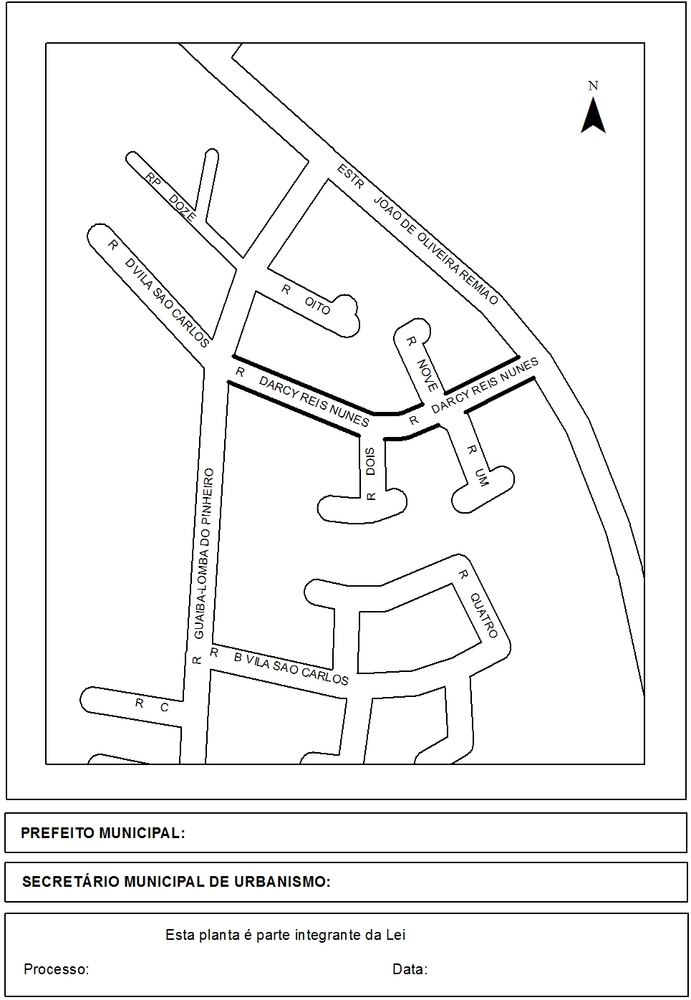 N
ESTR JOAO DE OLIVEIRA REMIAO
RP DOZE
R D VILA SAO CARLOS
R OITO
R NOVE
R DARCY REIS NUNES
R DARCY REIS NUNES
R DOIS
R UM
R GUAIBA-LOMBA DO PINHEIRO
R QUATRO
R B VILA SAO CARLOS
R C
PREFEITO MUNICIPAL:
SECRETÁRIO MUNICIPAL DE URBANISMO:
Esta planta é parte integrante da Lei
Processo: Data: